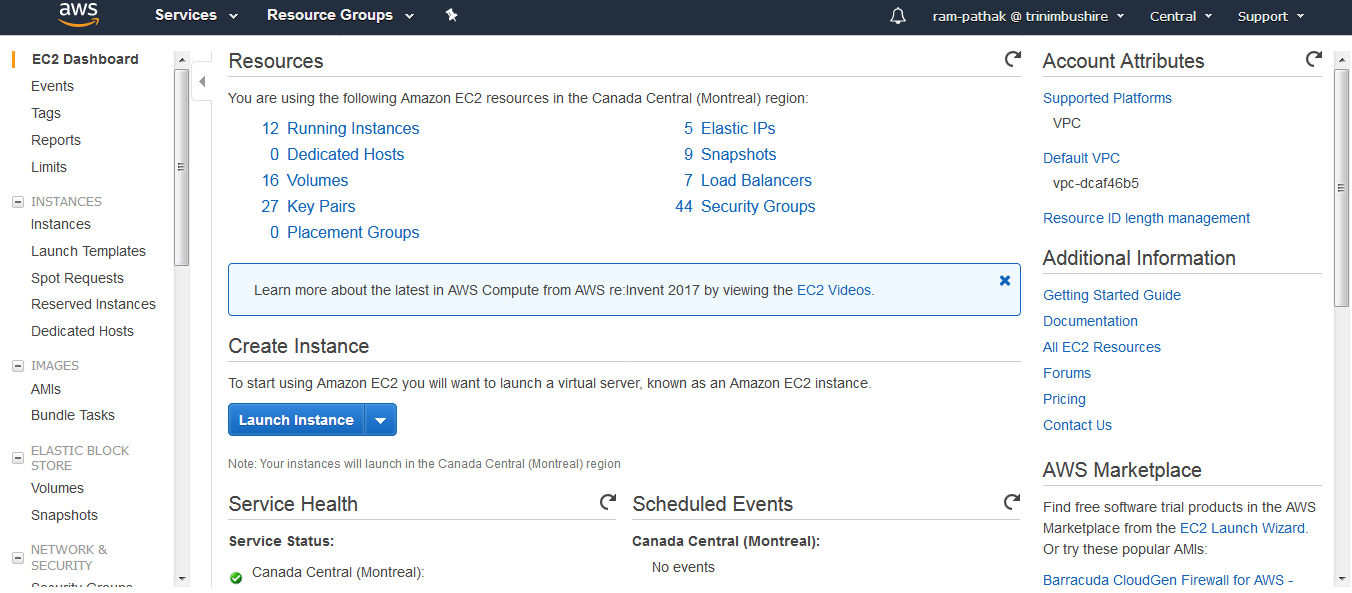 aws
Services
Resource Groups
ram-pathak @ trinimbushire
Central
Support
EC2 Dashboard
Events
Tags
Reports
Limits
INSTANCES
Instances
Launch Templates
Spot Requests
Reserved Instances
Dedicated Hosts
IMAGES
AMIs
Bundle Tasks
ELASTIC BLOCK
STORE
Volumes
Snapshots
NETWORK &
SECURITY
Security Groups
Resources
You are using the following Amazon EC2 resources in the Canada Central (Montreal) region:
12 Running Instances
0 Dedicated Hosts
16 Volumes
27 Key Pairs
0 Placement Groups
5 Elastic IPs
9 Snapshots
7 Load Balancers
44 Security Groups
Learn more about the latest in AWS Compute from AWS re:Invent 2017 by viewing the EC2 Videos.
Create Instance
To start using Amazon EC2 you will want to launch a virtual server, known as an Amazon EC2 instance.
Launch Instance
Note: Your instances will launch in the Canada Central (Montreal) region
Service Health
Service Status:
Canada Central (Montreal):
Scheduled Events
Canada Central (Montreal):
No events
Account Attributes
Supported Platforms
VPC
Default VPC
vpc-dcaf46b5
Resource ID length management
Additional Information
Getting Started Guide
Documentation
All EC2 Resources
Forums
Pricing
Contact Us
AWS Marketplace
Find free software trial products in the AWS
Marketplace from the EC2 Launch Wizard.
Or try these popular AMIs:
Barracuda CloudGen Firewall for AWS -